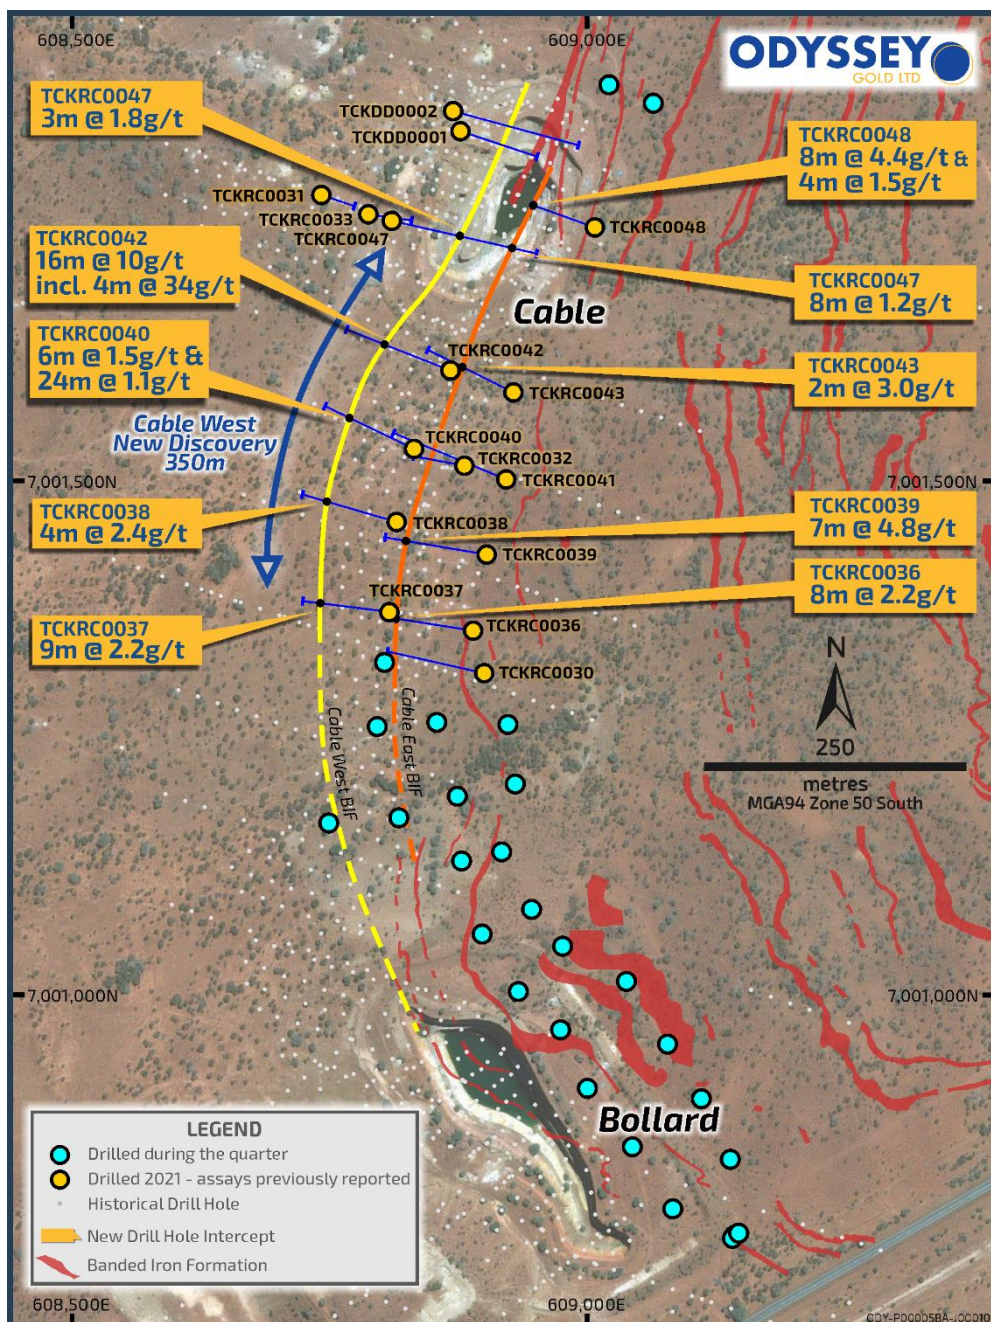 608,500E
609,000E
ODYSSEY
GOLD LTD
TCKRC0047
3m @ 1.8g/t
TCKDD0002
TCKDD0001
TCKRC0048
8m @ 4.4g/t &
4m @ 1.5g/t
TCKRC0031
TCKRC0033
TCKRC0047
TCKRC0048
TCKRC0042
16m @ 10g/t
incl. 4m @ 34g/t
TCKRC0047
8m @ 1.2g/t
Cable
TCKRC0040
6m @ 1.5g/t &
24m @ 1.1g/t
TCKRC0042
TCKRC0043
TCKRC0043
2m @ 3.0g/t
Cable West
New Discovery
350m
TCKRC0040
TCKRC0032
TCKRC0041
7,001,500N
7,001,500N
TCKRC0038
4m @ 2.4g/t
TCKRC0038
TCKRC0039
TCKRC0039
7m @ 4.8g/t
TCKRC0037
TCKRC0036
8m @ 2.2g/t
TCKRC0037
9m @ 2.2g/t
TCKRC0036
TCKRC0030
N
Cable West BIF
Cable East BIF
250
metres
MGA94 Zone 50 South
7,001,000N
7,001,000N
Bollard
LEGEND
Drilled during the quarter
Drilled 2021 - assays previously reported
Historical Drill Hole
New Drill Hole Intercept
Banded Iron Formation
608,500E
609,000E